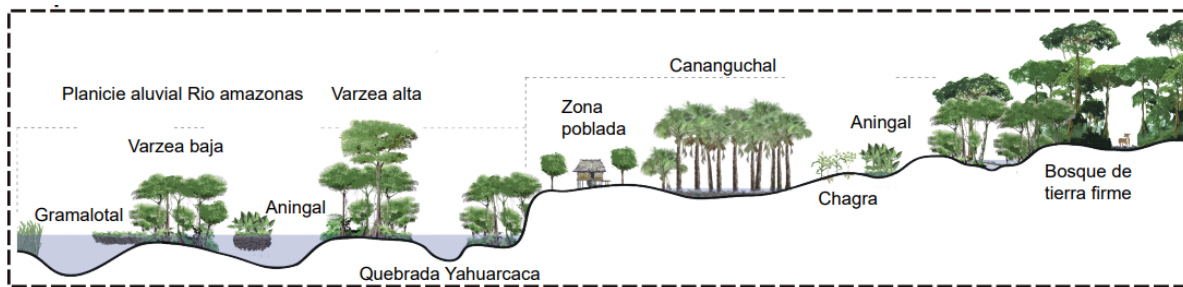 Cananguchal
Planicie aluvial Rio amazonas
Varzea alta
Zona
poblada
Aningal
Varzea baja
Bosque de
tierra firme
Chagra
Gramalotal
Aningal
Quebrada Yahuarcaca